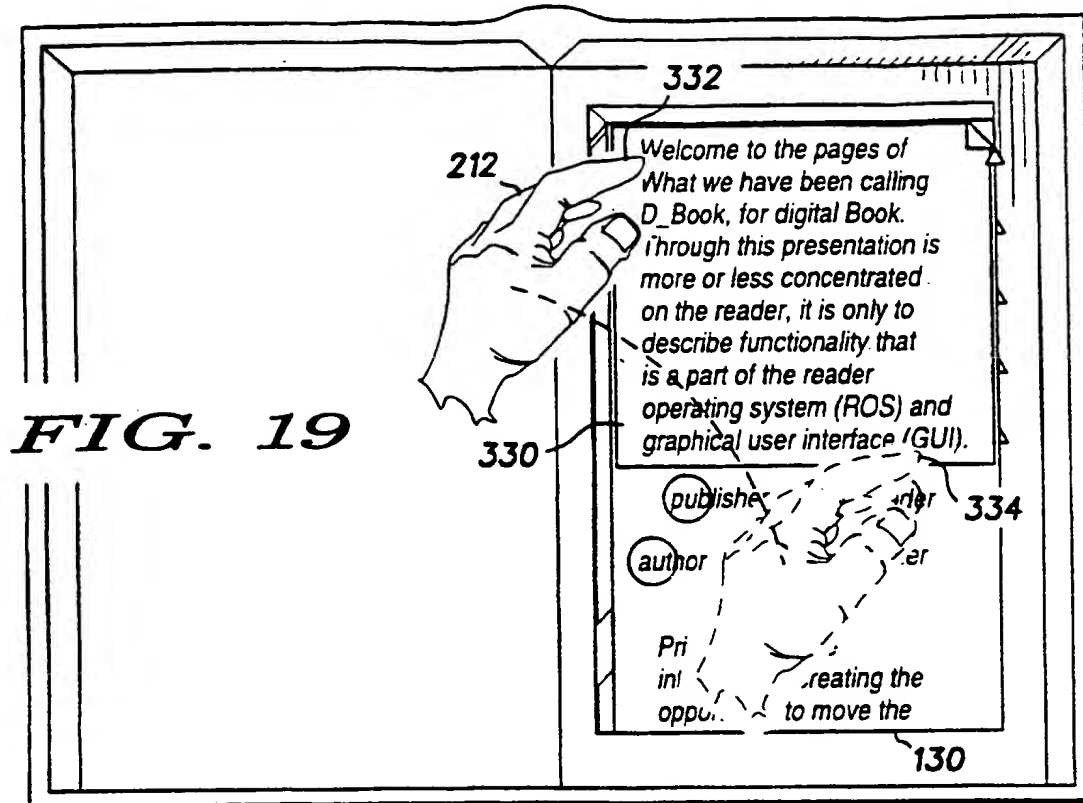 332
212
Welcome to the pages of
What we have been calling
D_Book, for digital Book.
Through this presentation is
more or less concentrated
on the reader, it is only to
describe functionality that
is a part of the reader
operating system (ROS) and
graphical user interface (GUI).
FIG. 19
330
334
publisher
author
to move the
130